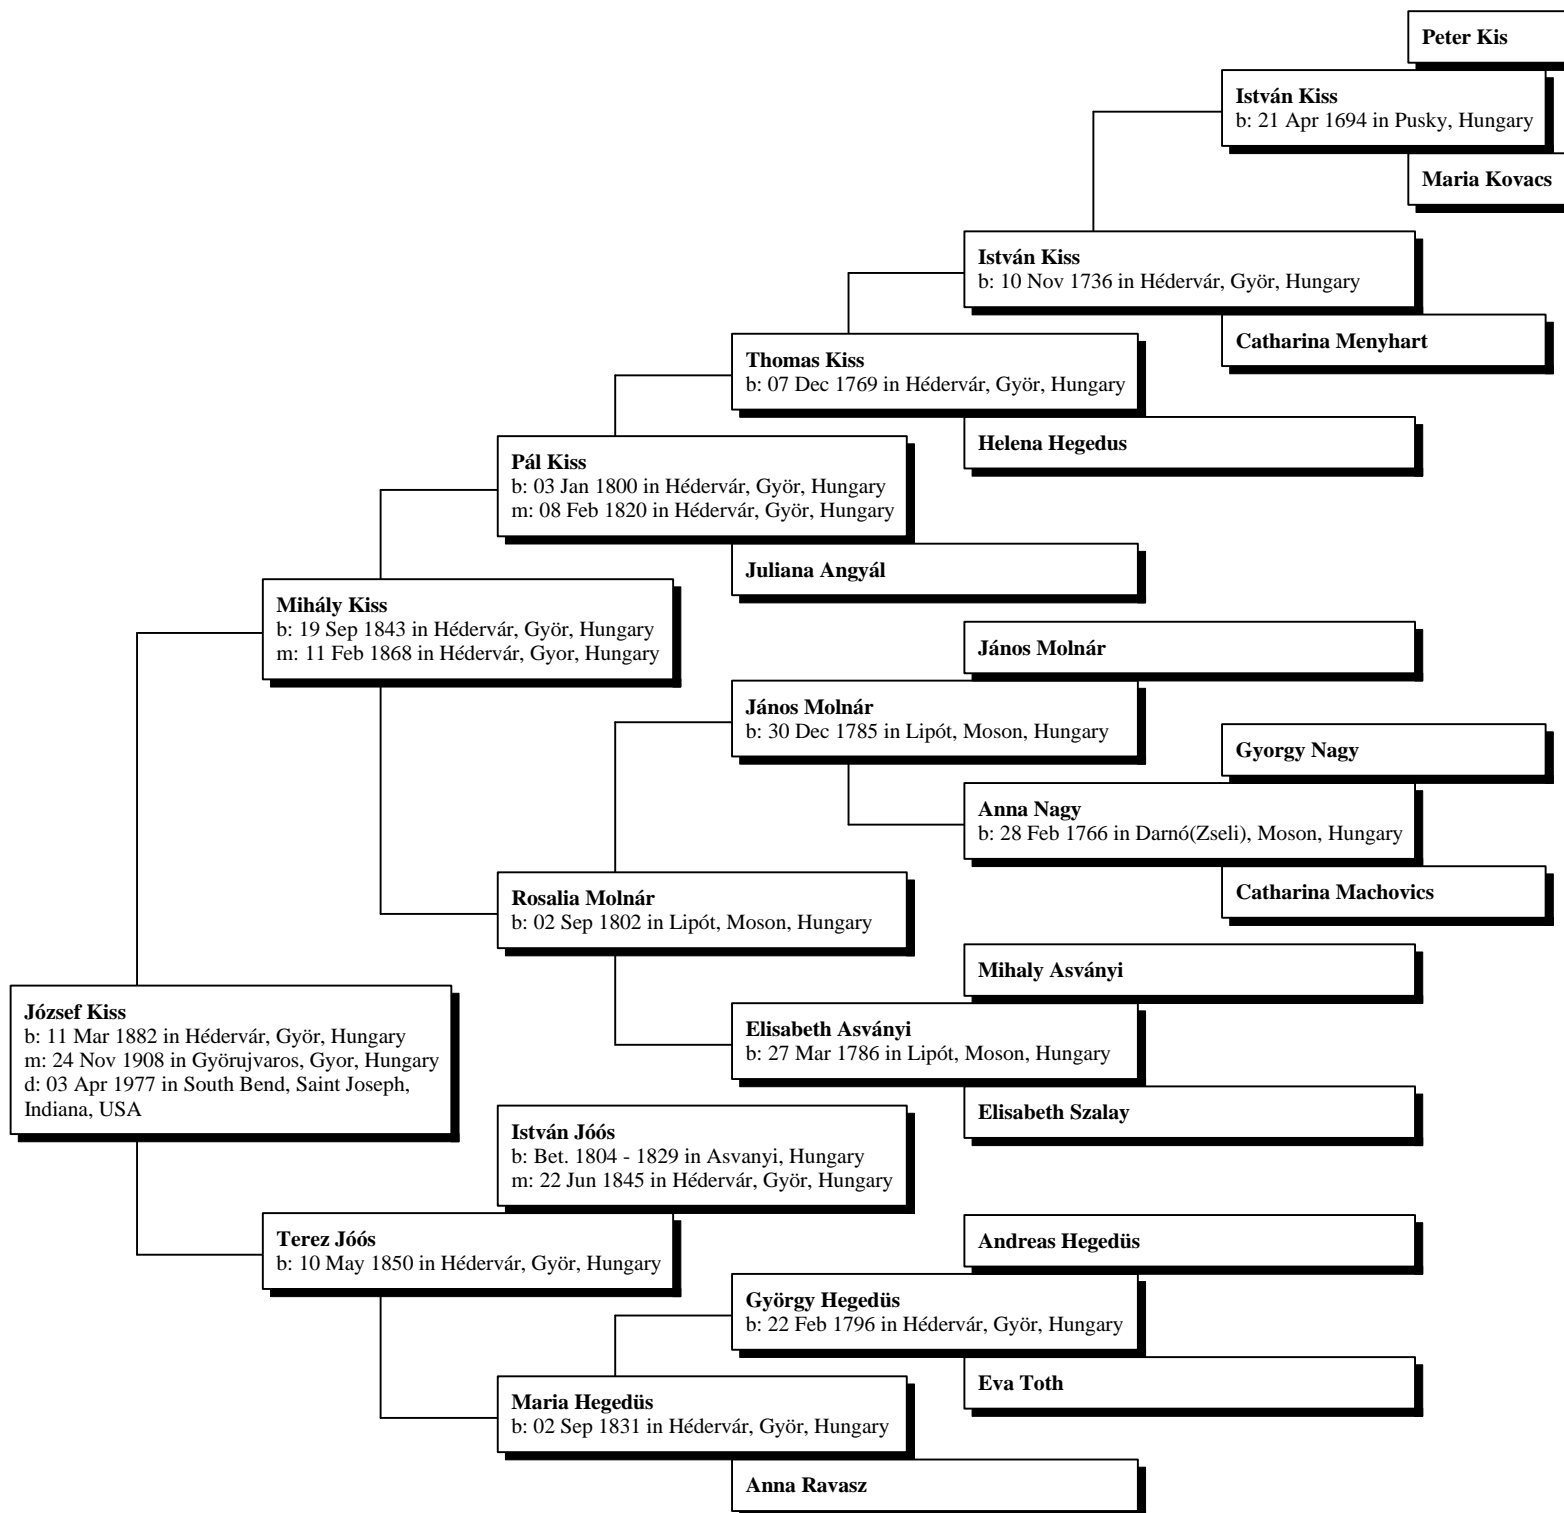 Peter Kis
István Kiss
b: 21 Apr 1694 in Pusky, Hungary
Maria Kovacs
István Kiss
b: 10 Nov 1736 in Hédervár, Györ, Hungary
Catharina Menyhart
Thomas Kiss
b: 07 Dec 1769 in Hédervár, Györ, Hungary
Helena Hegedus
Pál Kiss
b: 03 Jan 1800 in Hédervár, Györ, Hungary
m: 08 Feb 1820 in Hédervár, Györ, Hungary
Juliana Angyál
Mihály Kiss
b: 19 Sep 1843 in Hédervár, Györ, Hungary
m: 11 Feb 1868 in Hédervár, Gyor, Hungary
János Molnár
János Molnár
b: 30 Dec 1785 in Lipót, Moson, Hungary
Gyorgy Nagy
Anna Nagy
b: 28 Feb 1766 in Darnó(Zseli), Moson, Hungary
Catharina Machovics
Rosalia Molnár
b: 02 Sep 1802 in Lipót, Moson, Hungary
Mihaly Asványi
Elisabeth Asványi
b: 27 Mar 1786 in Lipót, Moson, Hungary
Elisabeth Szalay
József Kiss
b: 11 Mar 1882 in Hédervár, Györ, Hungary
m: 24 Nov 1908 in Györujvaros, Gyor, Hungary
d: 03 Apr 1977 in South Bend, Saint Joseph,
Indiana, USA
István Jóós
b: Bet. 1804 - 1829 in Asvanyi, Hungary
m: 22 Jun 1845 in Hédervár, Györ, Hungary
Terez Jóós
b: 10 May 1850 in Hédervár, Györ, Hungary
Andreas Hegedüs
György Hegedüs
b: 22 Feb 1796 in Hédervár, Györ, Hungary
Eva Toth
Maria Hegedüs
b: 02 Sep 1831 in Hédervár, Györ, Hungary
Anna Ravasz